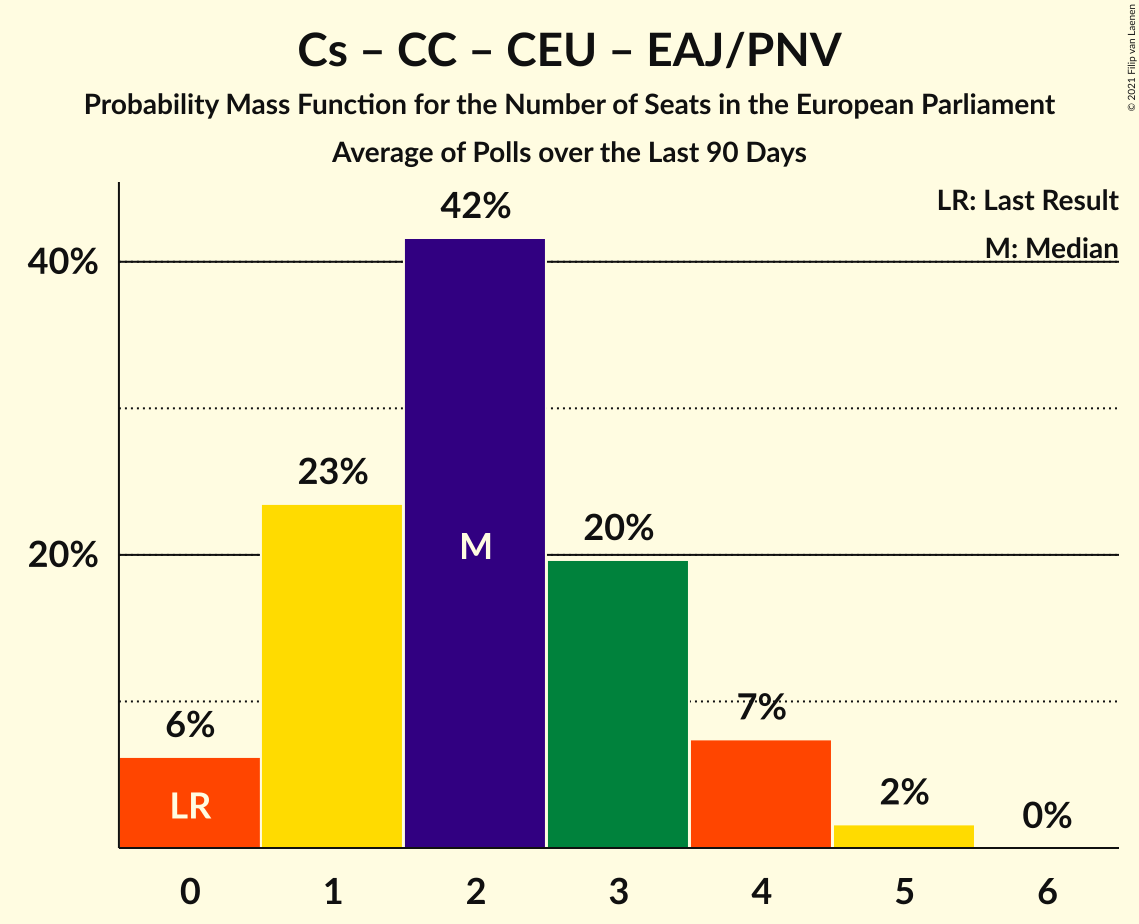 Cs – CC – CEU – EAJ/PNV
Probability Mass Function for the Number of Seats in the European Parliament
Average of Polls over the Last 90 Days
© 2021 Filip van Laenen
LR: Last Result
M: Median
42%
40%
23%
20%
M
20%
6%
7%
LR
2%
0%
0 1 2 3 4 5 6